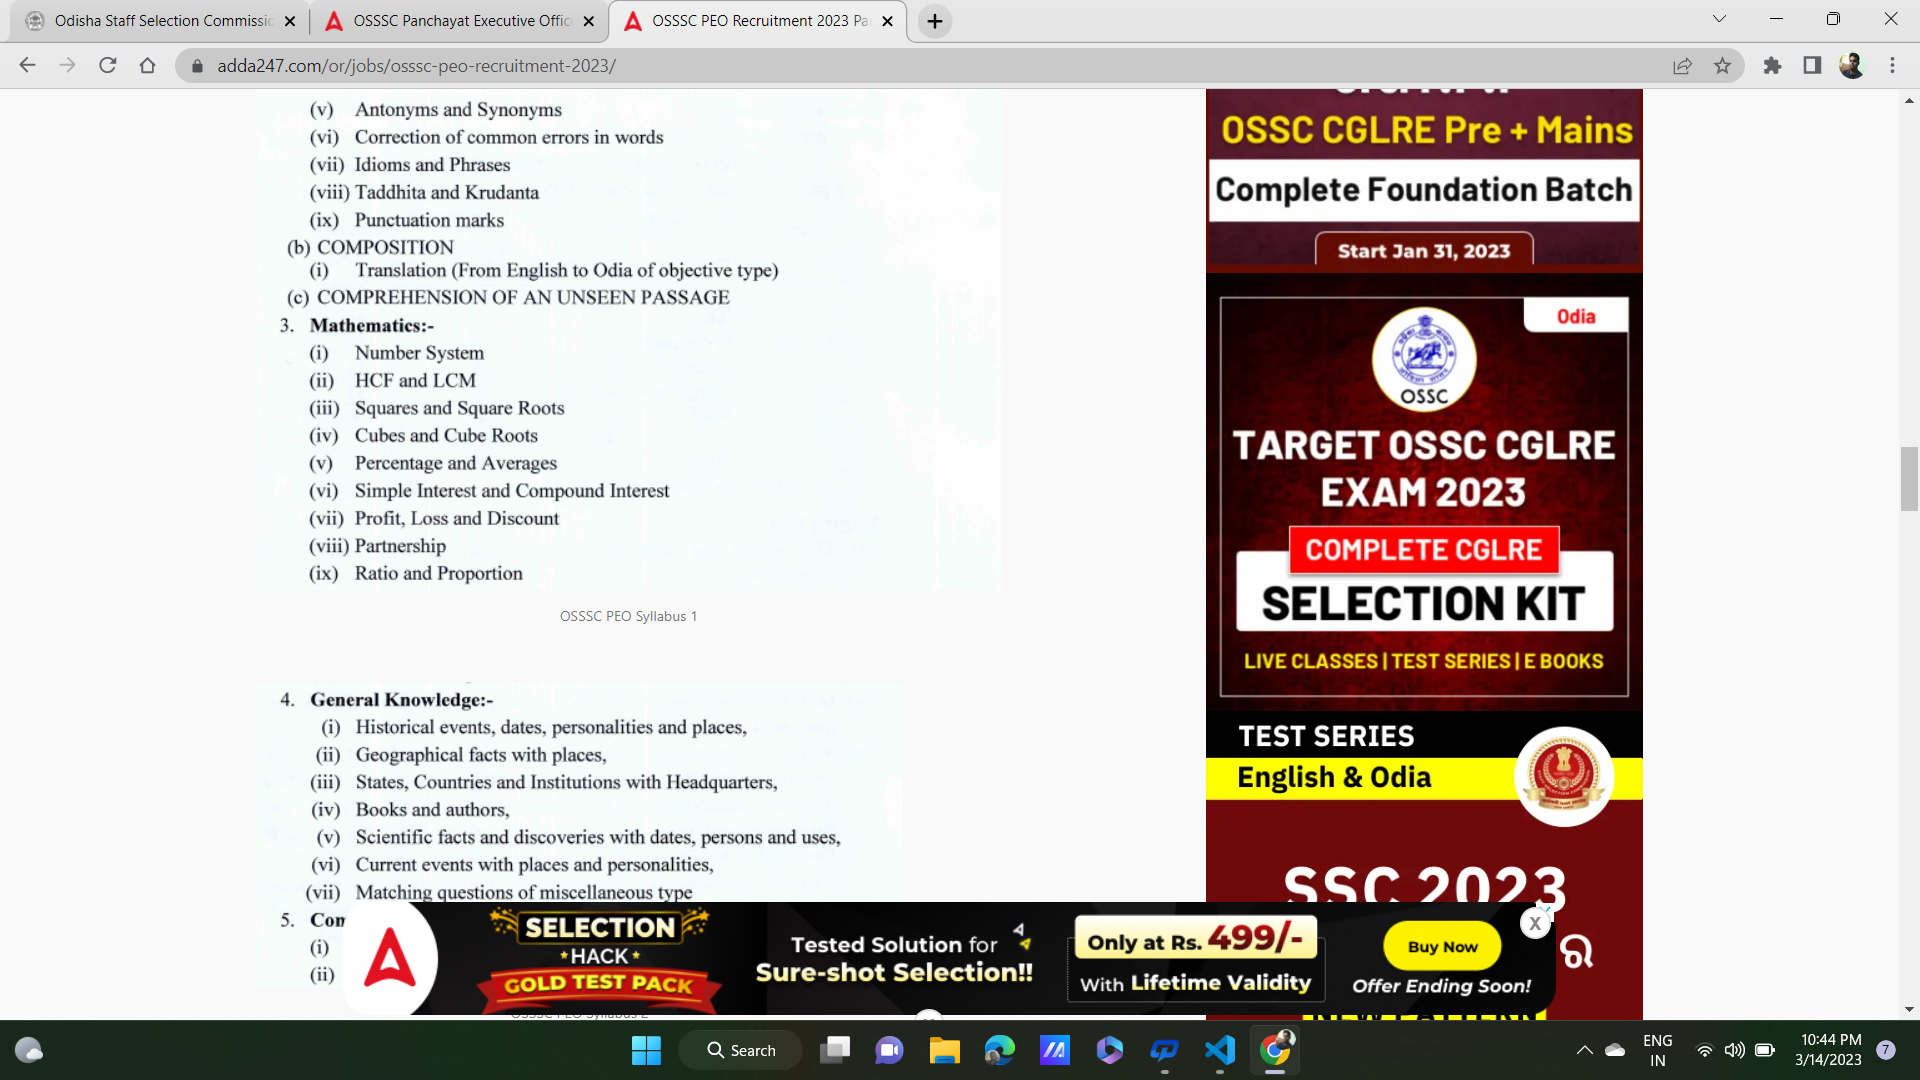 Odisha Staff Selection Commissic
OSSSC Panchayat Executive Offic
OSSSC PEO Recruitment 2023 Pa
adda247.com/or/jobs/osssc-peo-recruitment-2023/
(v) Antonyms and Synonyms
(vi) Correction of common errors in words
(vii) Idioms and Phrases
(viii) Taddhita and Krudanta
(ix) Punctuation marks
(b) COMPOSITION
(i) Translation (From English to Odia of objective type)
(c) COMPREHENSION OF AN UNSEEN PASSAGE
3. Mathematics:-
(i) Number System
(ii) HCF and LCM
(iii) Squares and Square Roots
(iv) Cubes and Cube Roots
(v) Percentage and Averages
(vi) Simple Interest and Compound Interest
(vii) Profit, Loss and Discount
(viii) Partnership
(ix) Ratio and Proportion
OSSSC PEO Syllabus 1
4. General Knowledge:-
(i) Historical events, dates, personalities and places,
(ii) Geographical facts with places,
(iii) States, Countries and Institutions with Headquarters,
(iv) Books and authors,
(v) Scientific facts and discoveries with dates, persons and uses,
(vi) Current events with places and personalities,
(vii) Matching questions of miscellaneous type
5. Com
(i)
(ii)
OSSSC PEO Syllabus 2
OSSC CGLRE Pre + Mains
Complete Foundation Batch
Start Jan 31, 2023
Odia
OSSC
TARGET OSSC CGLRE
EXAM 2023
COMPLETE CGLRE
SELECTION KIT
LIVE CLASSES | TEST SERIES | E BOOKS
TEST SERIES
English & Odia
SSC 2023
ର
NEW PATTERN
SELECTION
HACK
GOLD TEST PACK
Tested Solution for
Sure-shot Selection!!
Only at Rs. 499/-
With Lifetime Validity
Buy Now
Offer Ending Soon!
X
Search
ENG
IN
10:44 PM
3/14/2023
7